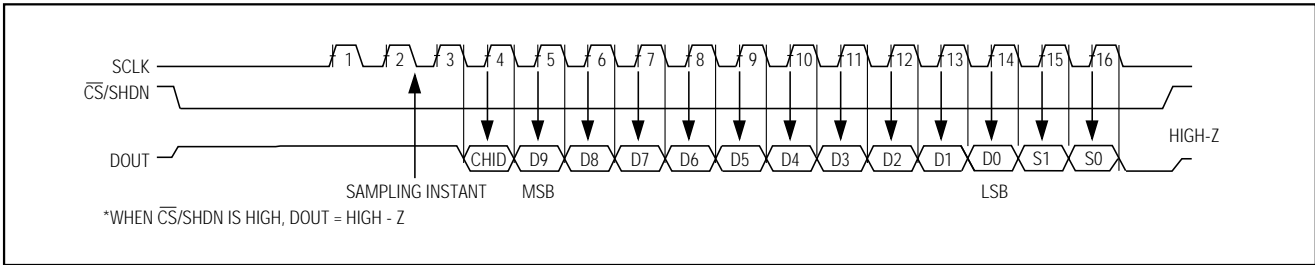 SCLK 1 2 3 4 5 6 7 8 9 10 11 12 13 14 15 16
CS/SHDN
HIGH-Z
DOUT CHID D9 D8 D7 D6 D5 D4 D3 D2 D1 D0 S1 S0
SAMPLING INSTANT MSB LSB
*WHEN CS/SHDN IS HIGH, DOUT = HIGH - Z